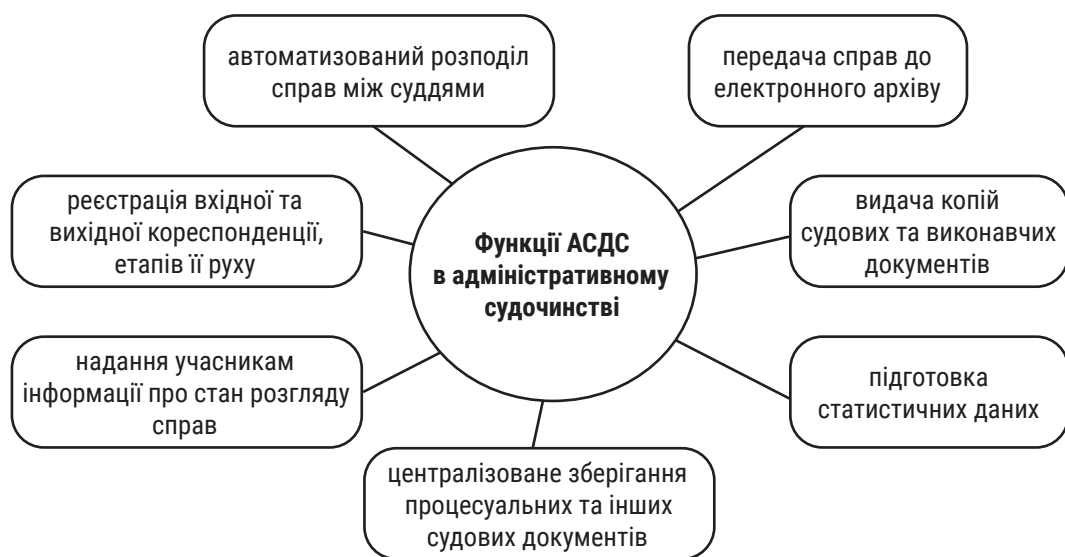 автоматизований розподіл
справ між суддями
передача справ до
електронного архіву
реєстрація вхідної та
вихідної кореспонденції,
етапів її руху
Функції АСДС
в адміністративному
судочинстві
видача копій
судових та виконавчих
документів
надання учасникам
інформації про стан розгляду
справ
підготовка
статистичних даних
централізоване зберігання
процесуальних та інших
судових документів